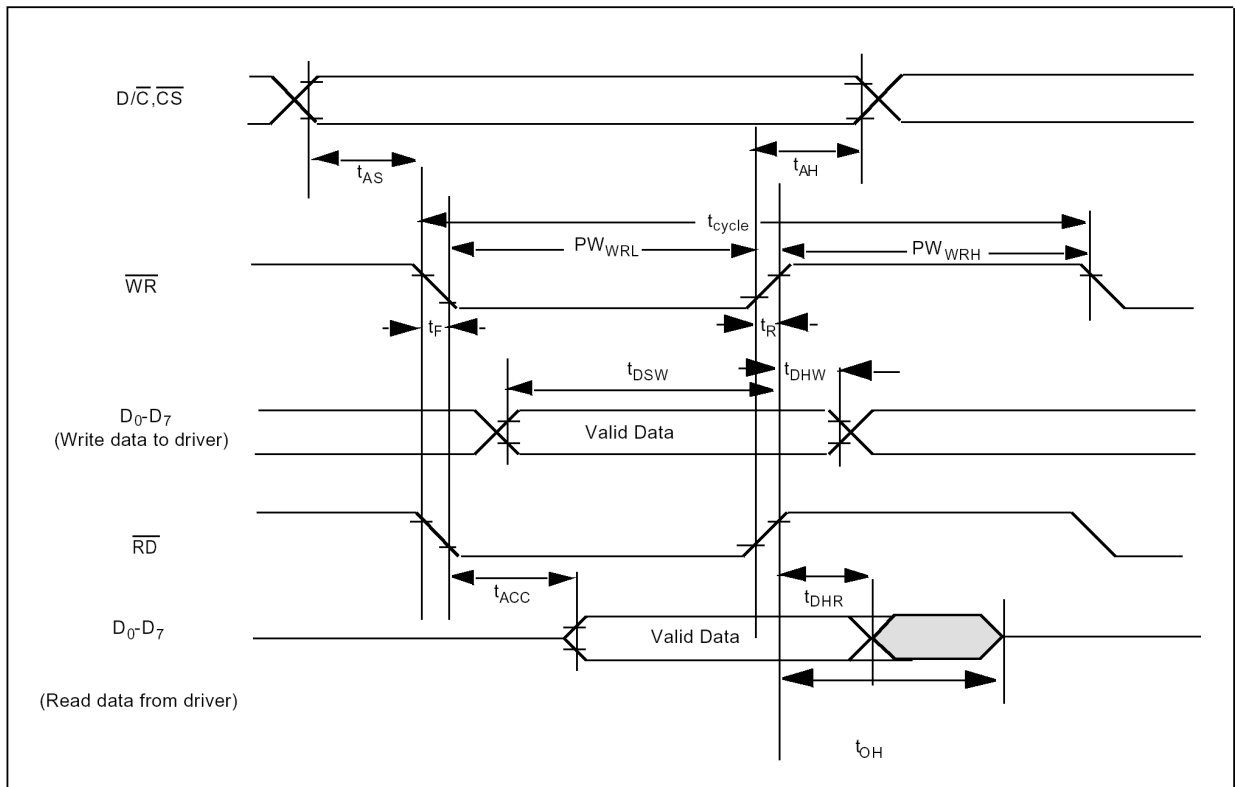 D/C̅,C̅S̅
tAS
tAH
tcycle
PWWRL
PWWRH
W̅R̅
tF
tR
tDSW
tDHW
D0-D7
(Write data to driver)
Valid Data
R̅D̅
tACC
tDHR
D0-D7
Valid Data
(Read data from driver)
tOH